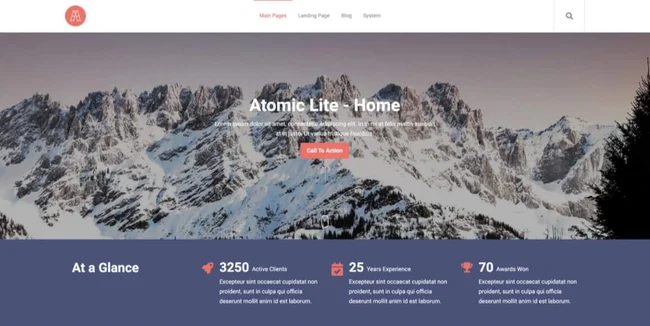 Main Pages
Landing Page
Blog
System
Atomic Lite - Home
Lorem ipsum dolor sit amet, consectetur adipiscing elit. In id mi et felis mattis suscipit
at et justo. Ut varius tristique faucibus.
Call To Action
At a Glance
3250 Active Clients
Excepteur sint occaecat cupidatat non
proident, sunt in culpa qui officia
deserunt mollit anim id est laborum.
25 Years Experience
Excepteur sint occaecat cupidatat non
proident, sunt in culpa qui officia
deserunt mollit anim id est laborum.
70 Awards Won
Excepteur sint occaecat cupidatat non
proident, sunt in culpa qui officia
deserunt mollit anim id est laborum.